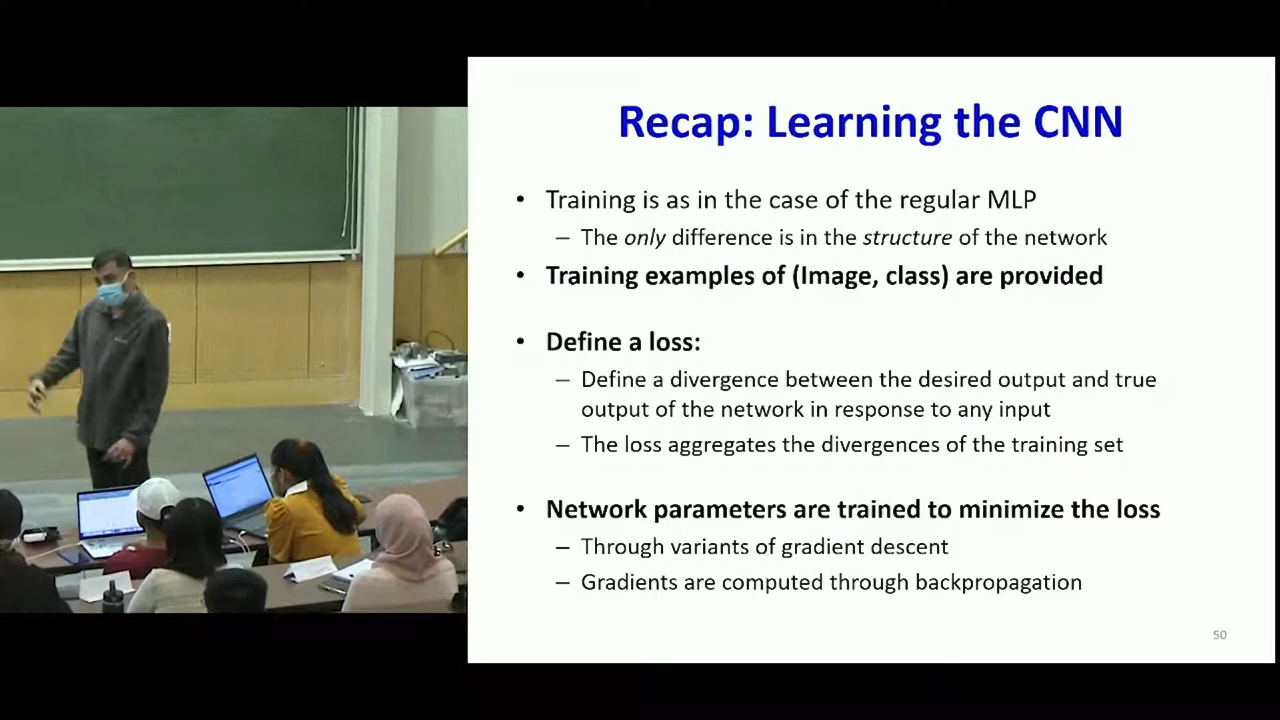 Recap: Learning the CNN
• Training is as in the case of the regular MLP
– The only difference is in the structure of the network
• Training examples of (Image, class) are provided
• Define a loss:
– Define a divergence between the desired output and true
output of the network in response to any input
– The loss aggregates the divergences of the training set
• Network parameters are trained to minimize the loss
– Through variants of gradient descent
– Gradients are computed through backpropagation
50